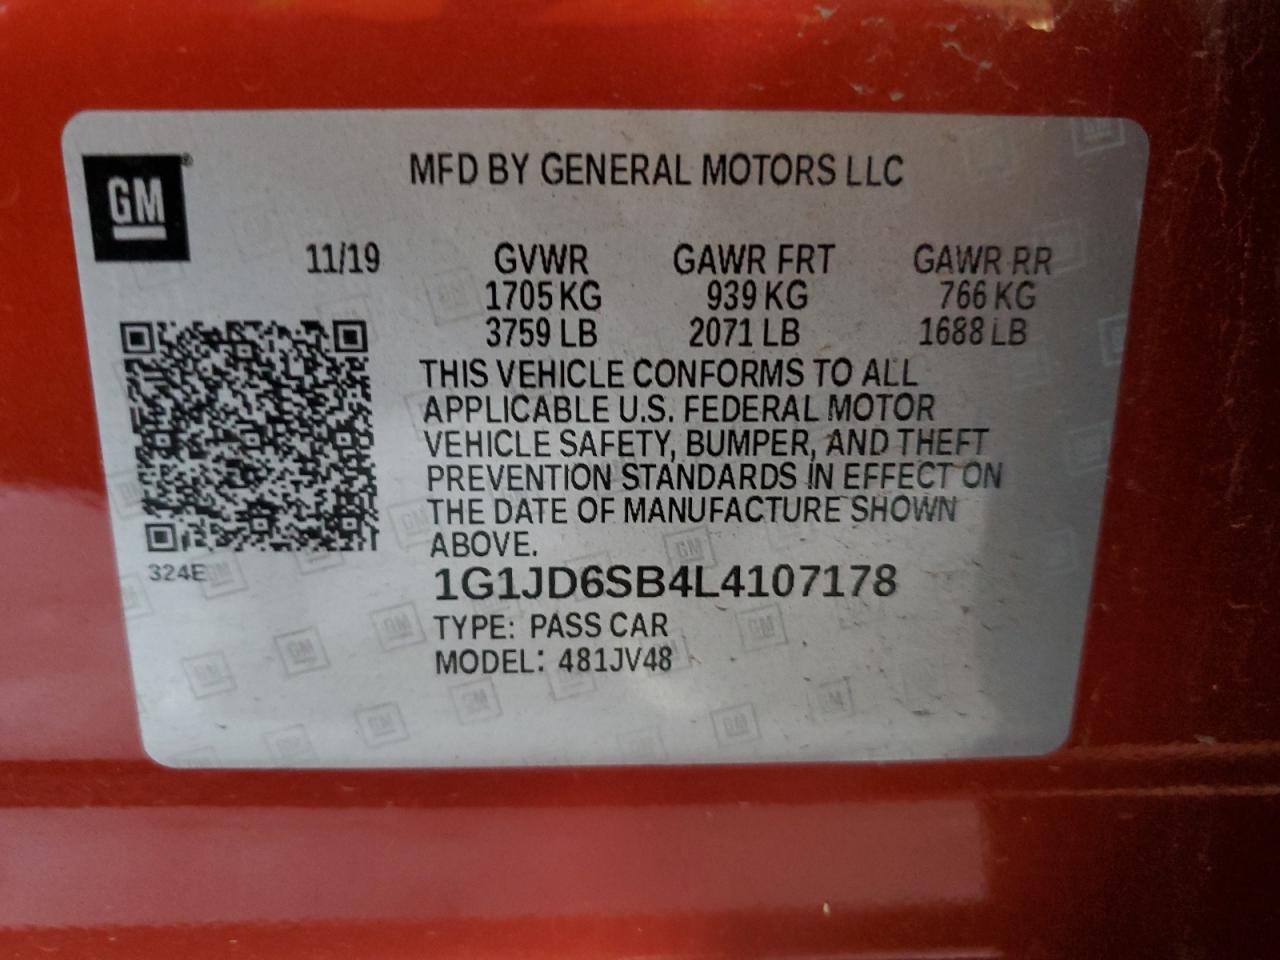 GM
MFD BY GENERAL MOTORS LLC
11/19 GVWR GAWR FRT GAWR RR
1705 KG 939 KG 766 KG
3759 LB 2071 LB 1688 LB
THIS VEHICLE CONFORMS TO ALL
APPLICABLE U.S. FEDERAL MOTOR
VEHICLE SAFETY, BUMPER, AND THEFT
PREVENTION STANDARDS IN EFFECT ON
THE DATE OF MANUFACTURE SHOWN
ABOVE.
324E
1G1JD6SB4L4107178
TYPE: PASS CAR
MODEL: 481JV48